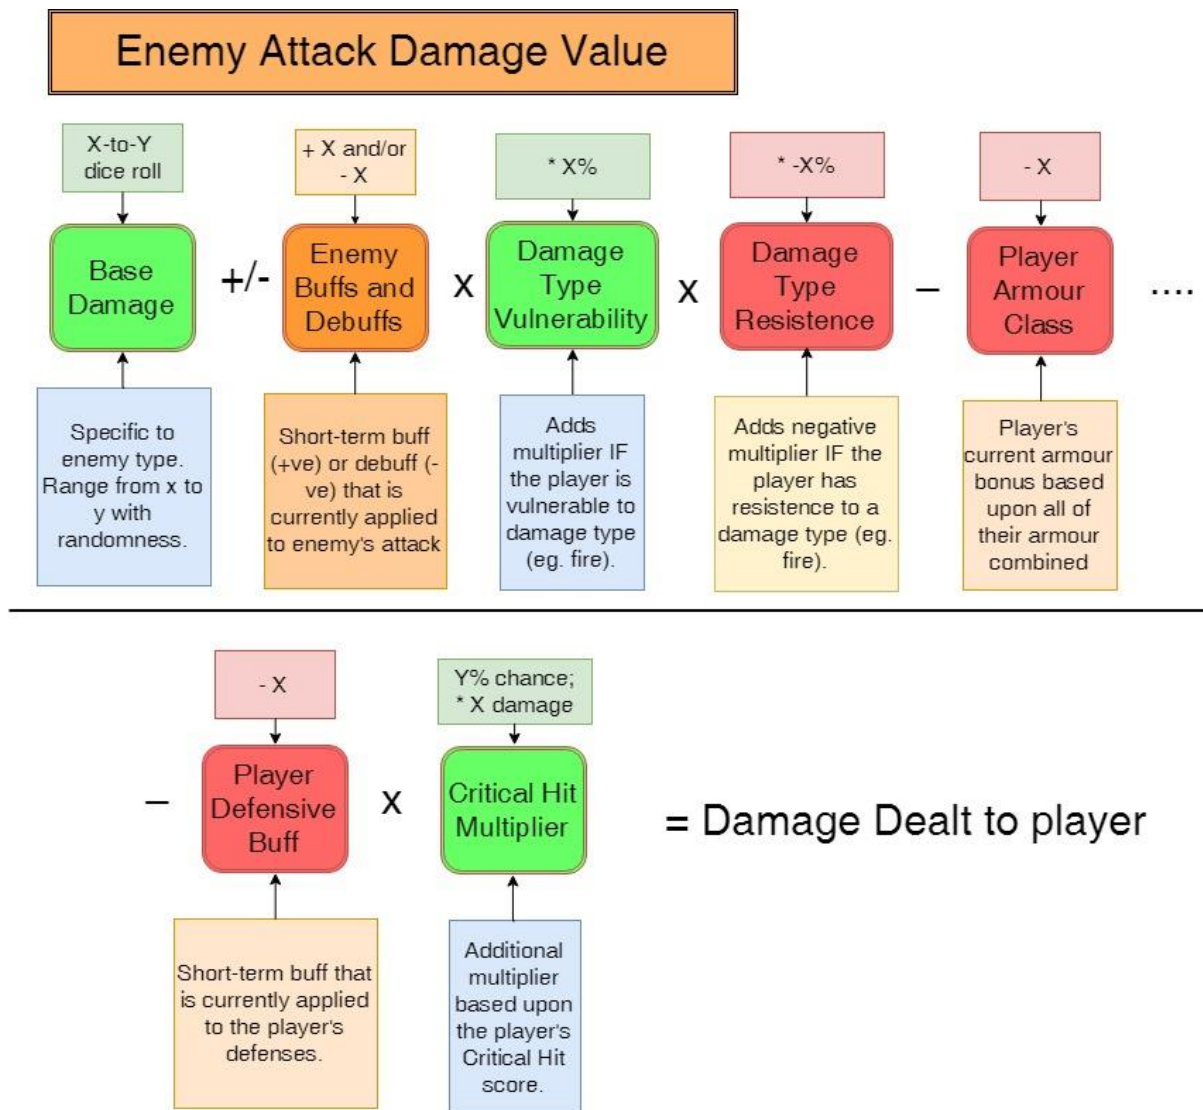 Enemy Attack Damage Value
X-to-Y
dice roll
+ X and/or
- X
* X%
* -X%
- X
Base
Damage
+/-
Enemy
Buffs and
Debuffs
x
Damage
Type
Vulnerability
x
Damage
Type
Resistence
–
Player
Armour
Class
....
Specific to
enemy type.
Range from x to
y with
randomness.
Short-term buff
(+ve) or debuff (-
ve) that is
currently applied
to enemy's attack
Adds
multiplier IF
the player is
vulnerable to
damage type
(eg. fire).
Adds negative
multiplier IF the
player has
resistence to a
damage type (eg.
fire).
Player's
current armour
bonus based
upon all of
their armour
combined
- X
Y% chance;
* X damage
–
Player
Defensive
Buff
x
Critical Hit
Multiplier
= Damage Dealt to player
Short-term buff that
is currently applied
to the player's
defenses.
Additional
multiplier
based upon
the player's
Critical Hit
score.